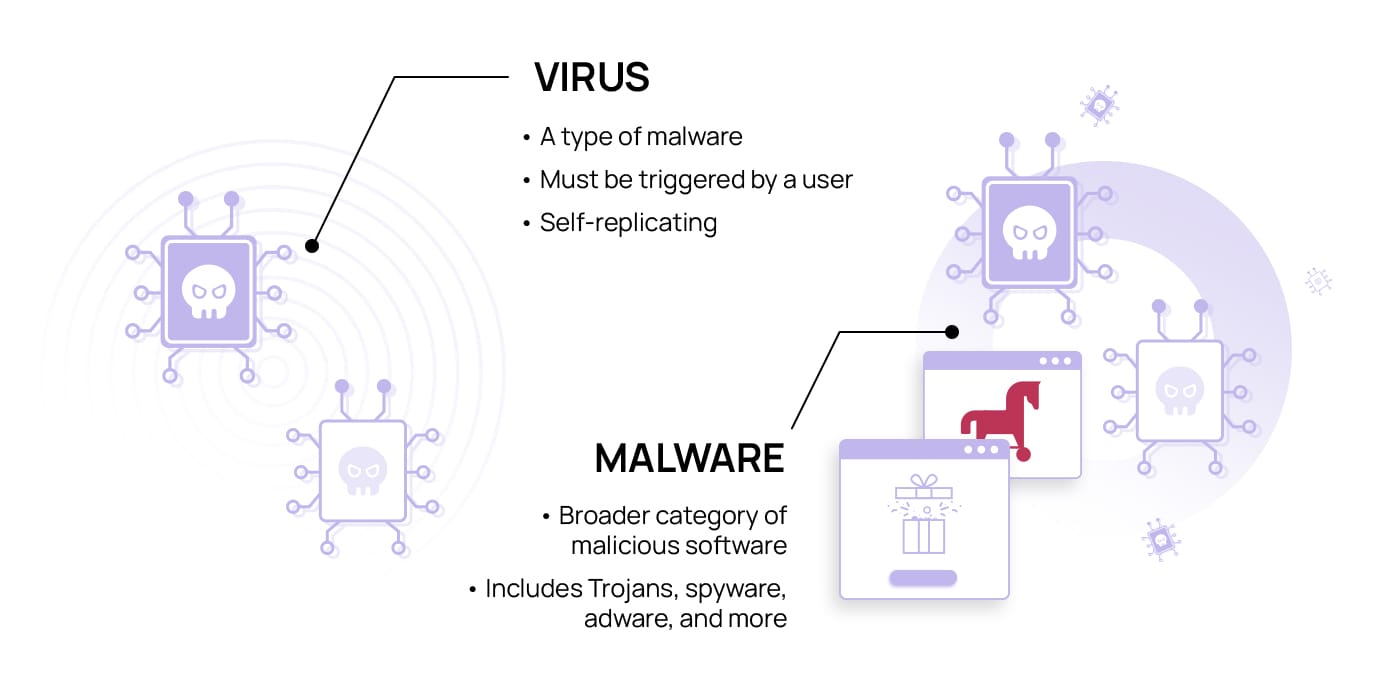 VIRUS
• A type of malware
• Must be triggered by a user
• Self-replicating
MALWARE
• Broader category of
malicious software
• Includes Trojans, spyware,
adware, and more